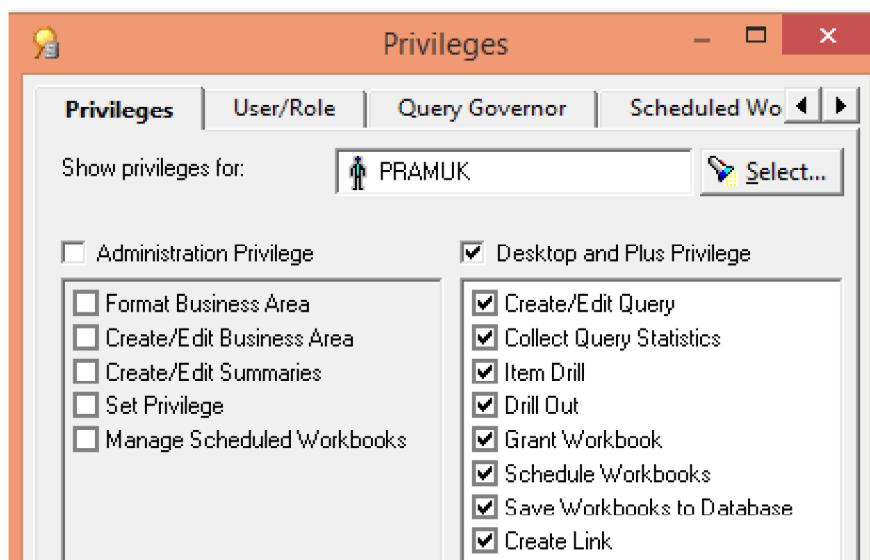 Privileges
Privileges User/Role Query Governor Scheduled Wo
Show privileges for: PRAMUK Select...
Administration Privilege
Format Business Area
Create/Edit Business Area
Create/Edit Summaries
Set Privilege
Manage Scheduled Workbooks
Desktop and Plus Privilege
Create/Edit Query
Collect Query Statistics
Item Drill
Drill Out
Grant Workbook
Schedule Workbooks
Save Workbooks to Database
Create Link